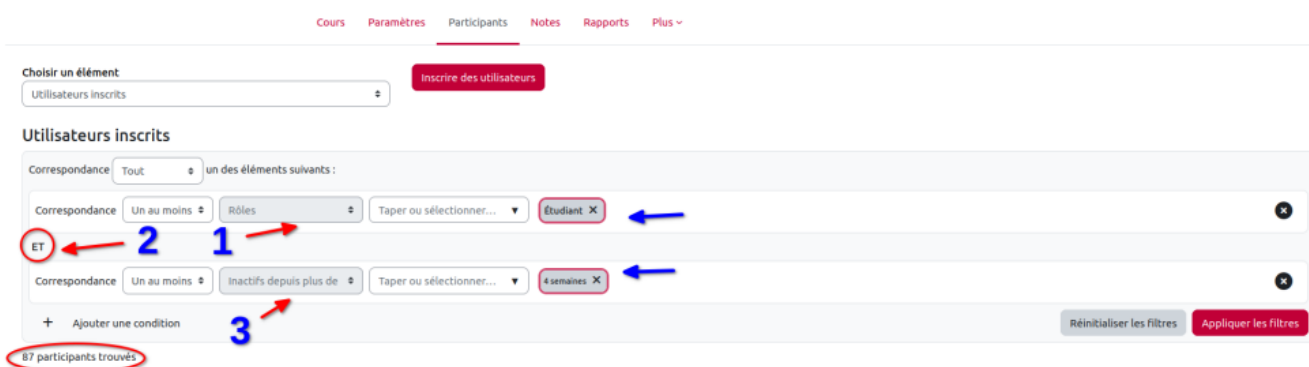 Cours Paramètres Participants Notes Rapports Plus
Choisir un élément
Inscrire des utilisateurs
Utilisateurs inscrits
Utilisateurs inscrits
Correspondance Tout un des éléments suivants :
Correspondance Un au moins Rôles Taper ou sélectionner... Étudiant
ET 2 1
Correspondance Un au moins Inactifs depuis plus de Taper ou sélectionner... 4 semaines
+ Ajouter une condition 3 Réinitialiser les filtres Appliquer les filtres
87 participants trouvés